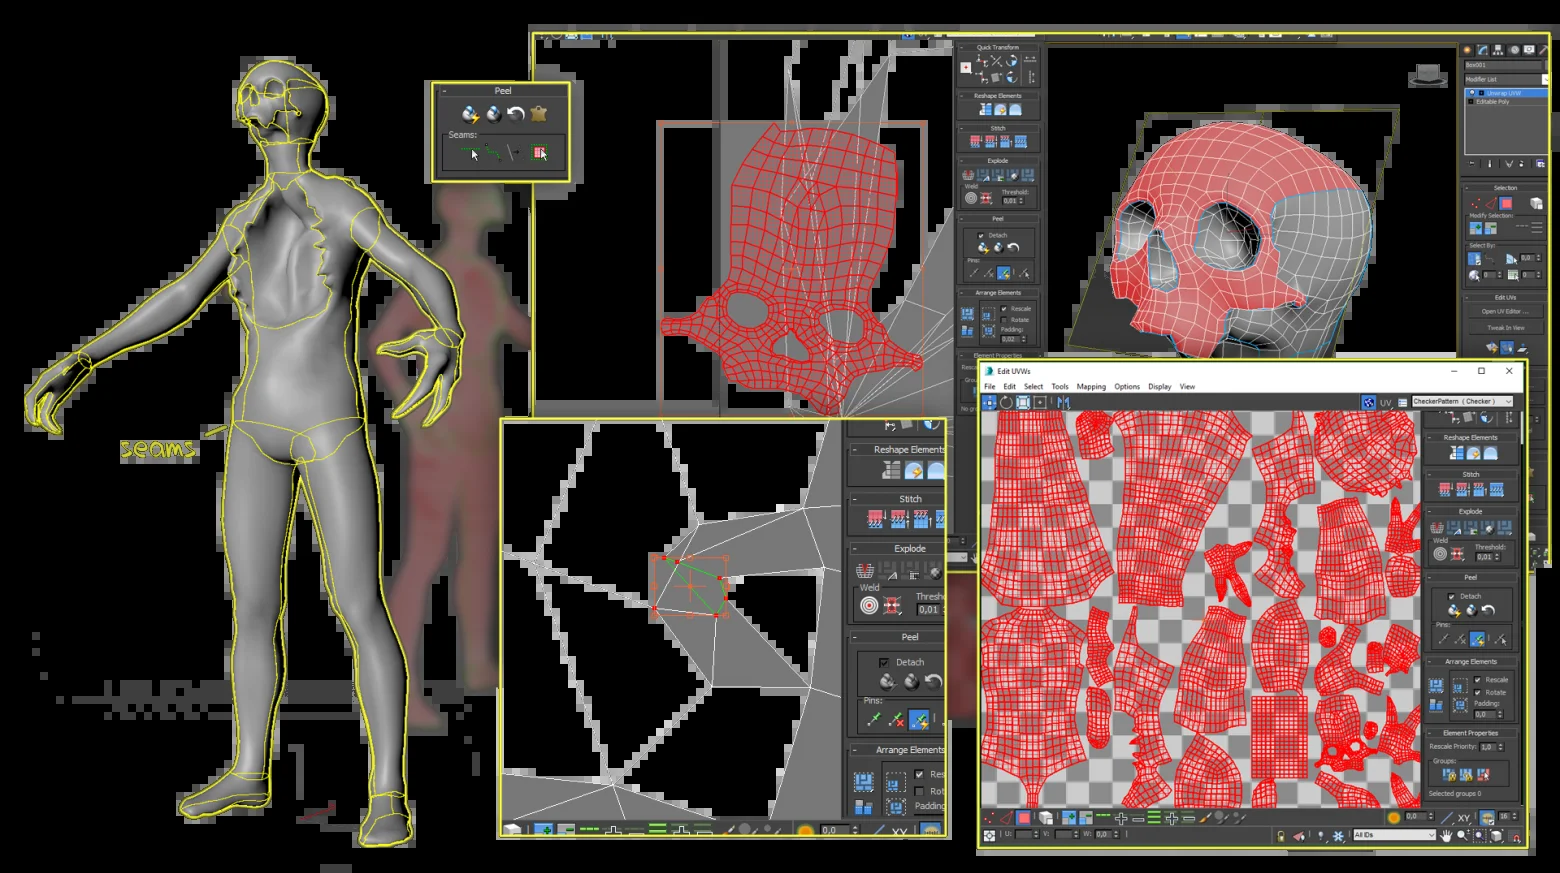 Peel
Seams:
seams
Quick Transform
Reshape Elements
Stitch
Explode
Weld
Threshold:
0,01
Peel
Detach
Pins:
Arrange Elements
Rescale
Rotate
Padding:
0,02
Element Properties
Box001
Modifier List
Unwrap UVW
Editable Poly
Selection
Modify Selection:
Select By:
Edit UVs
Open UV Editor ...
Tweak In View
Reshape Elements
Stitch
Explode
Weld
Thresh
0,01
Peel
Detach
Pins:
Arrange Elements
Res
Rot
Padding
0,0
XY
Edit UVWs
File Edit Select Tools Mapping Options Display View
UV CheckerPattern ( Checker )
Reshape Elements
Stitch
Explode
Weld
Threshold:
0,01
Peel
Detach
Pins:
Arrange Elements
Rescale
Rotate
Padding:
0,0
Element Properties
Rescale Priority: 1,0
Groups:
Selected groups 0
0,0 XY 16
U: V: W: 0,0 All IDs